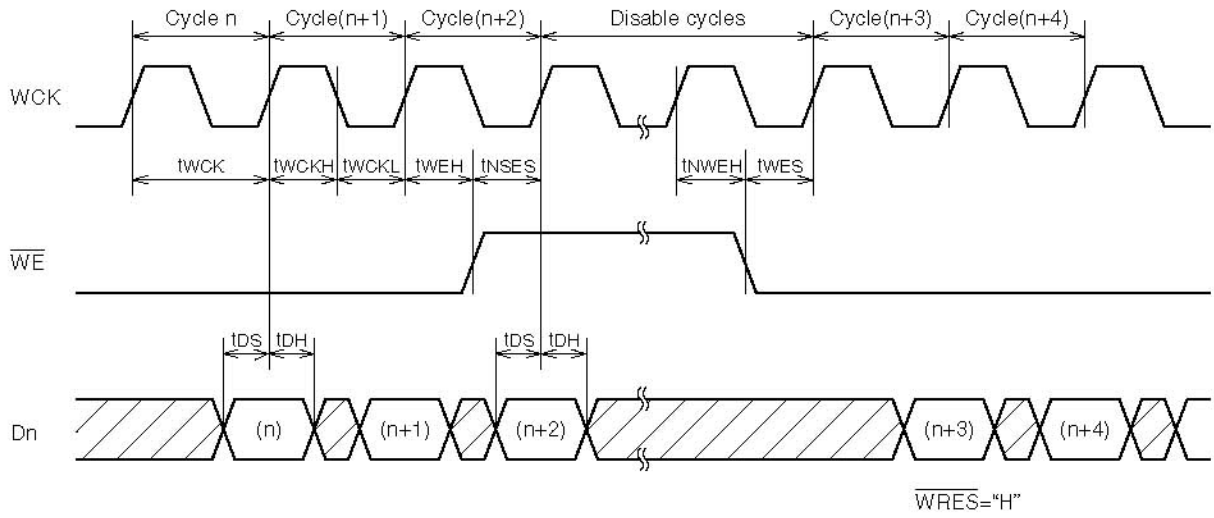 Cycle n Cycle(n+1) Cycle(n+2) Disable cycles Cycle(n+3) Cycle(n+4)
WCK
tWCK tWCKH tWCKL tWEH tNSES tNWEH tWES
WE
tDS tDH tDS tDH
Dn (n) (n+1) (n+2) (n+3) (n+4)
WRES="H"